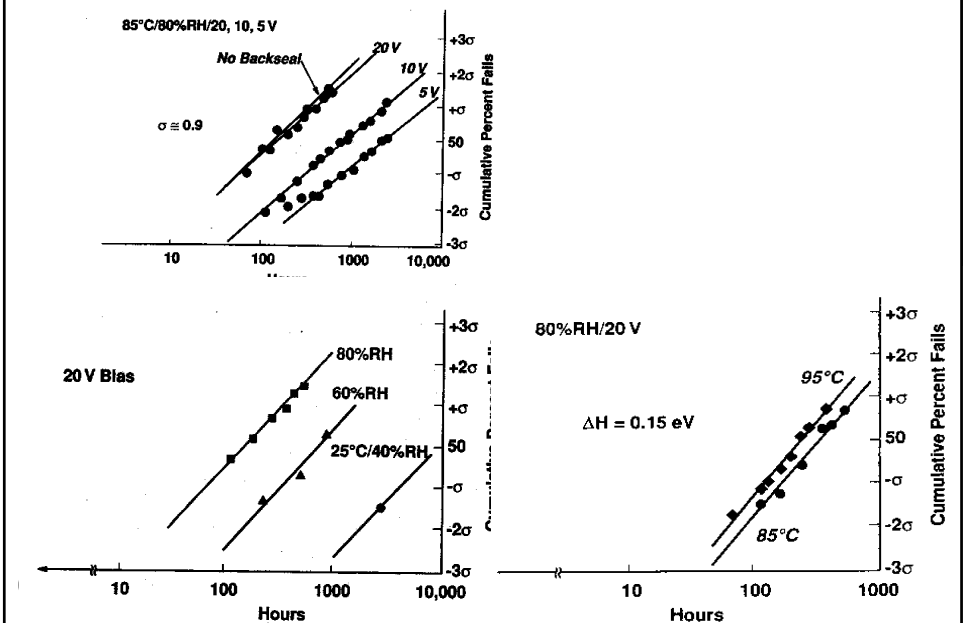 85°C/80%RH/20, 10, 5 V
No Backseal
20 V
10 V
5 V
σ ≅ 0.9
+3σ
+2σ
+σ
50
-σ
-2σ
-3σ
Cumulative Percent Fails
10
100
1000
10,000
20 V Bias
80%RH
60%RH
25°C/40%RH
+3σ
+2σ
+σ
50
-σ
-2σ
-3σ
10
100
1000
10,000
Hours
80%RH/20 V
95°C
ΔH = 0.15 eV
85°C
+3σ
+2σ
+σ
50
-σ
-2σ
-3σ
Cumulative Percent Fails
10
100
1000
Hours